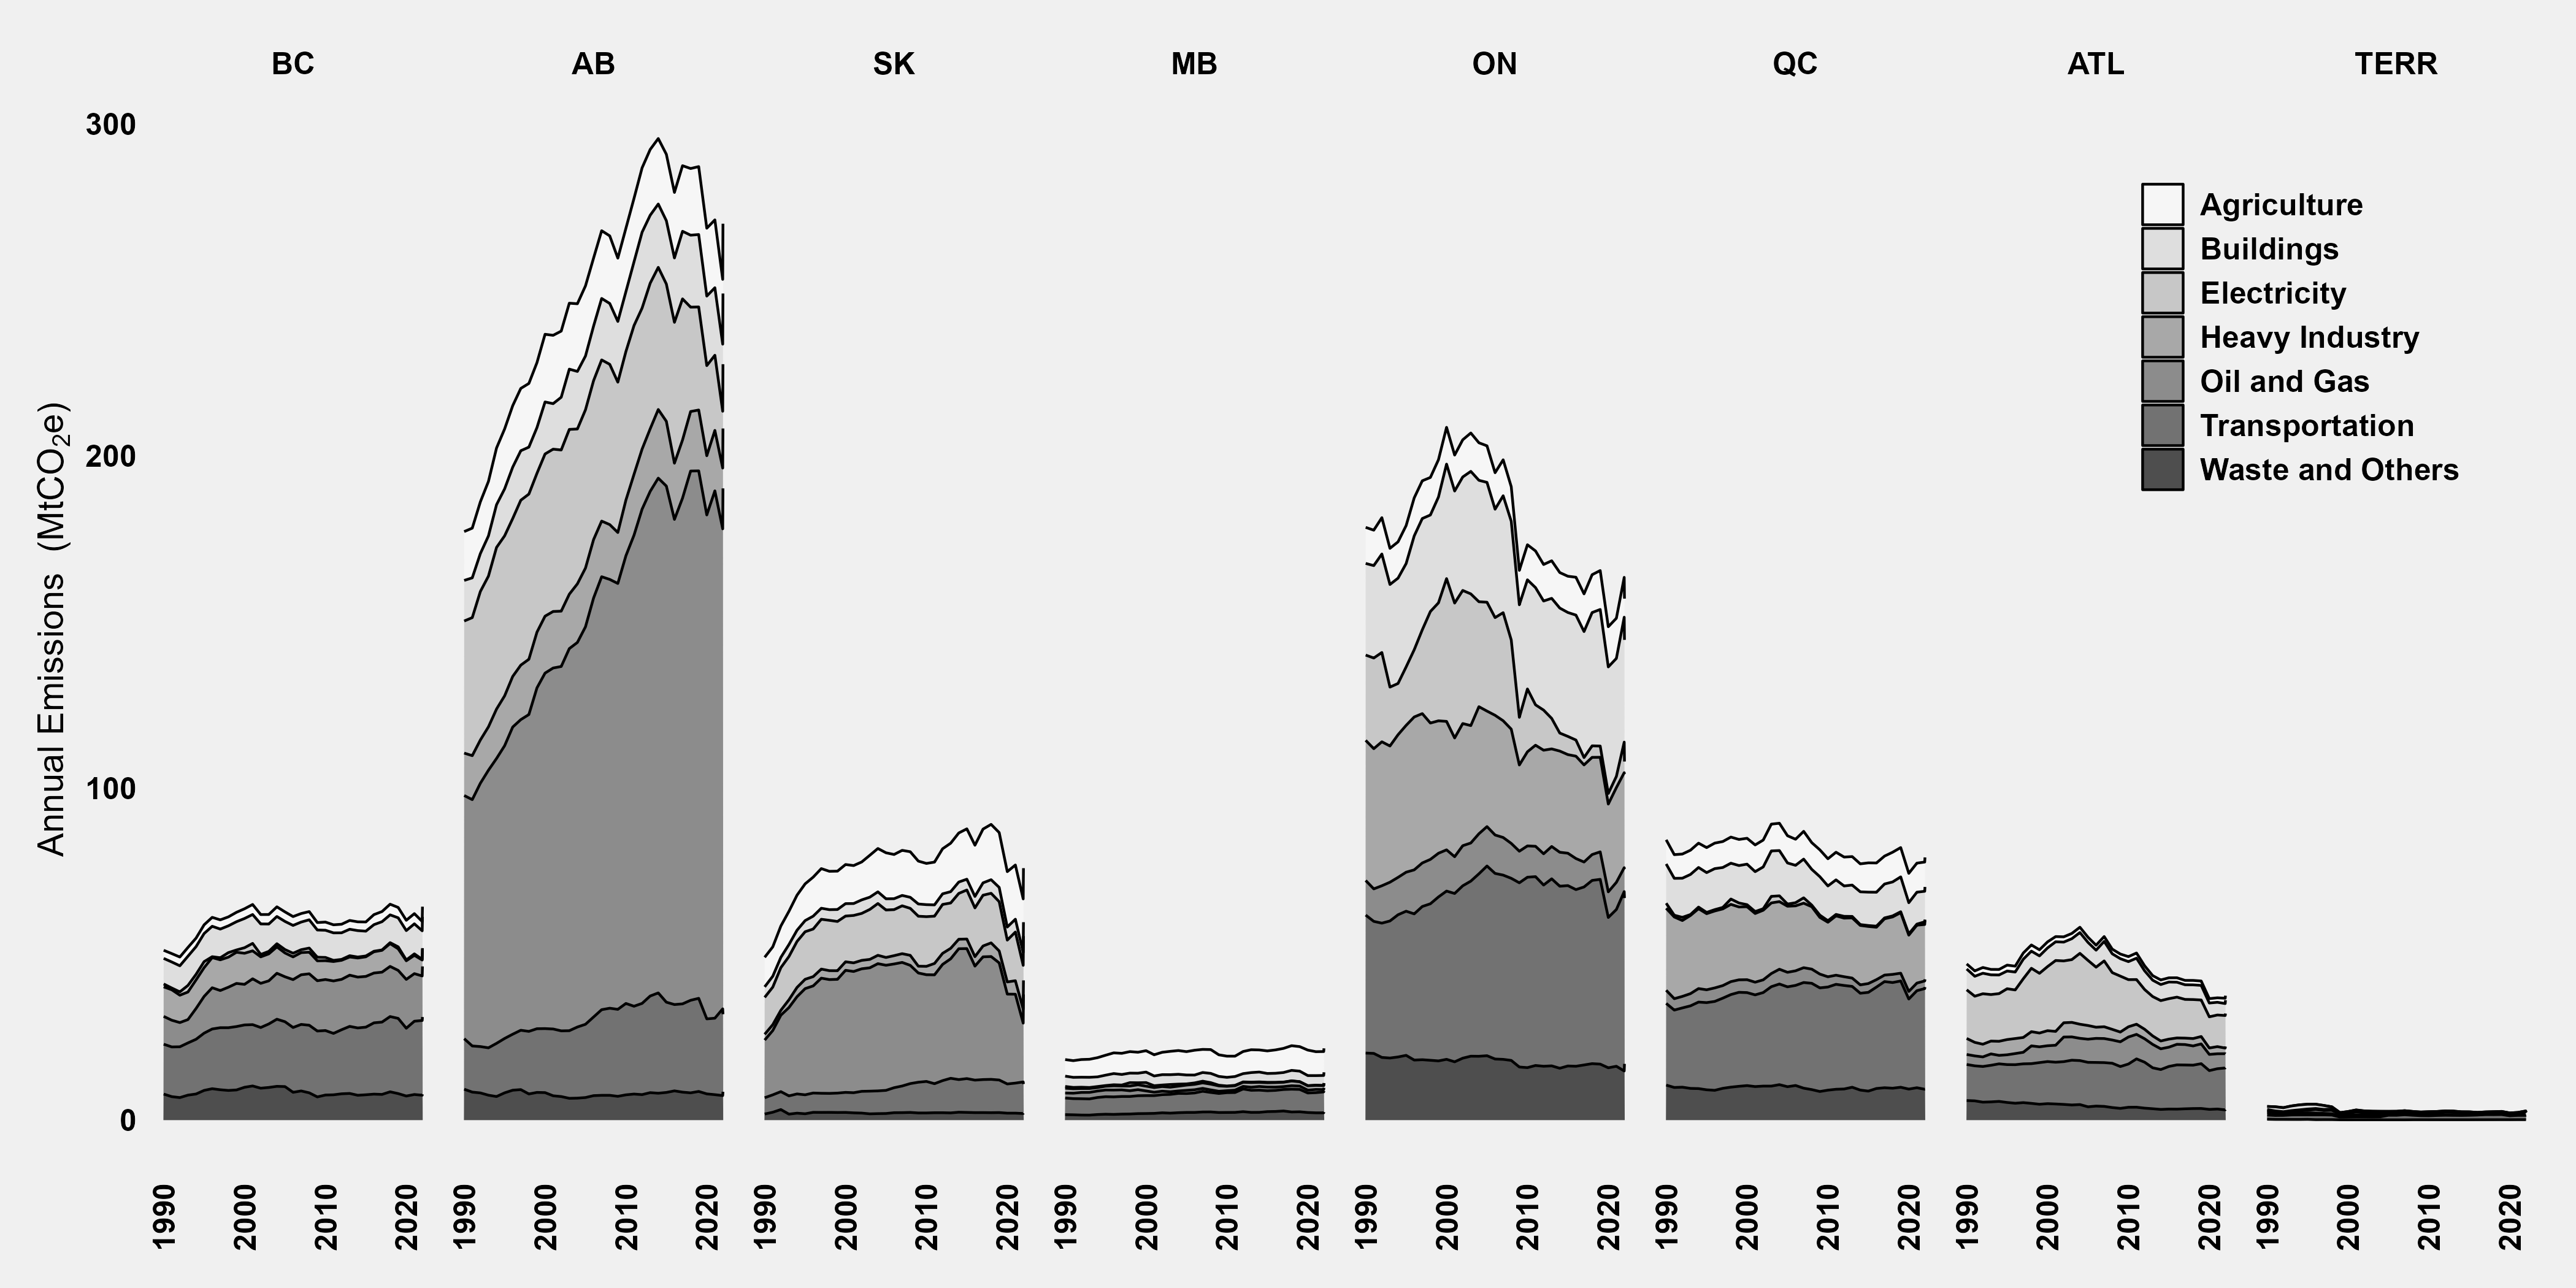 BC AB SK MB ON QC ATL TERR
300
200
100
0
Annual Emissions (MtCO₂e)
Agriculture
Buildings
Electricity
Heavy Industry
Oil and Gas
Transportation
Waste and Others
1990 2000 2010 2020 1990 2000 2010 2020 1990 2000 2010 2020 1990 2000 2010 2020 1990 2000 2010 2020 1990 2000 2010 2020 1990 2000 2010 2020 1990 2000 2010 2020